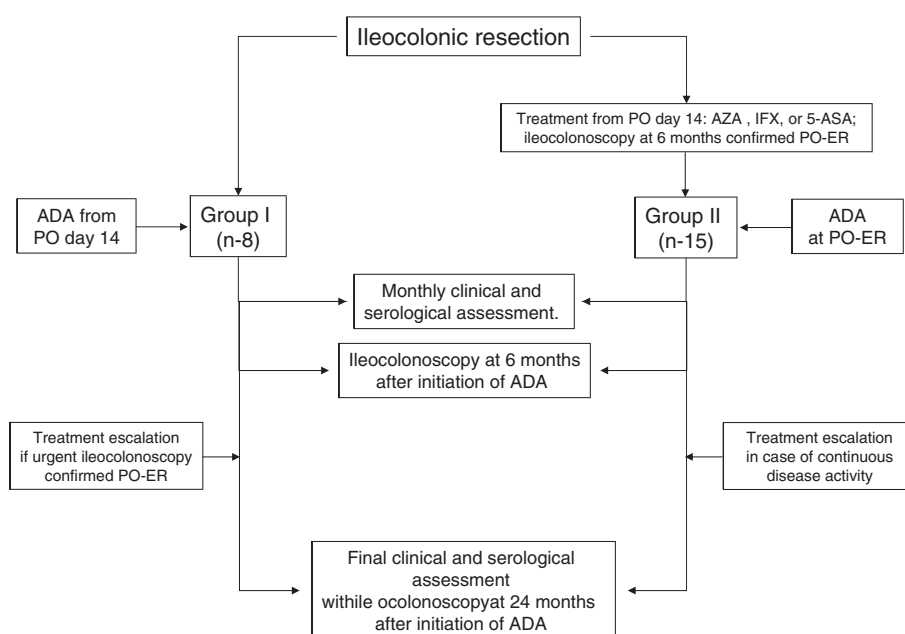 Ileocolonic resection
Treatment from PO day 14: AZA , IFX, or 5-ASA;
ileocolonoscopy at 6 months confirmed PO-ER
ADA from
PO day 14
Group I
(n-8)
Group II
(n-15)
ADA
at PO-ER
Monthly clinical and
serological assessment.
Ileocolonoscopy at 6 months
after initiation of ADA
Treatment escalation
if urgent ileocolonoscopy
confirmed PO-ER
Treatment escalation
in case of continuous
disease activity
Final clinical and serological
assessment
withile ocolonoscopyat 24 months
after initiation of ADA